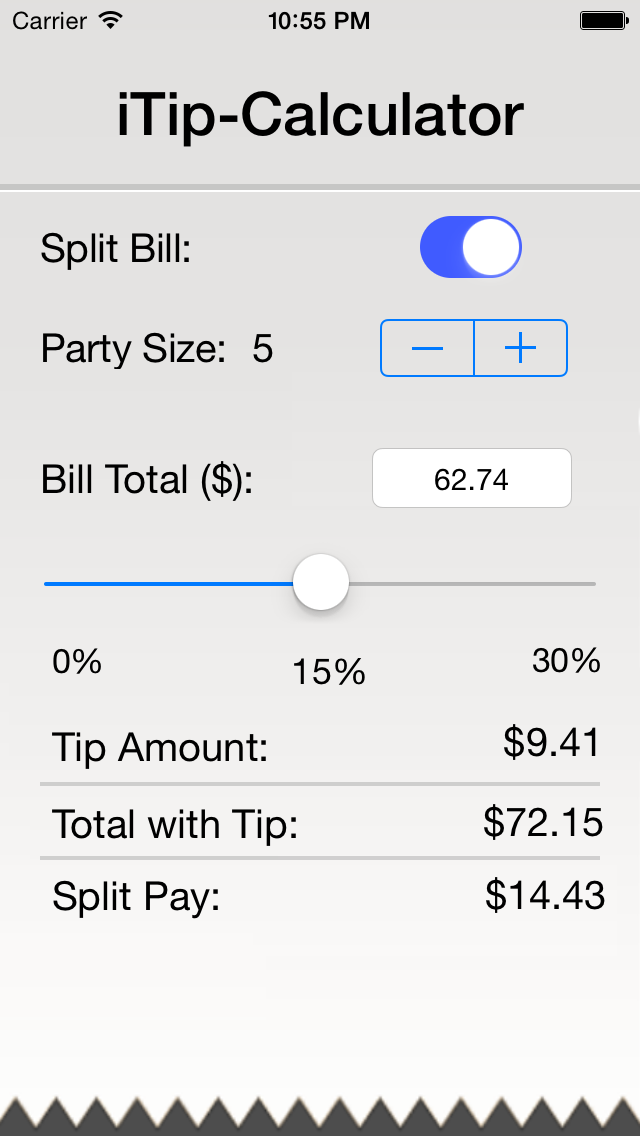 Carrier 10:55 PM
iTip-Calculator
Split Bill:
Party Size: 5
Bill Total ($): 62.74
0% 15% 30%
Tip Amount: $9.41
Total with Tip: $72.15
Split Pay: $14.43